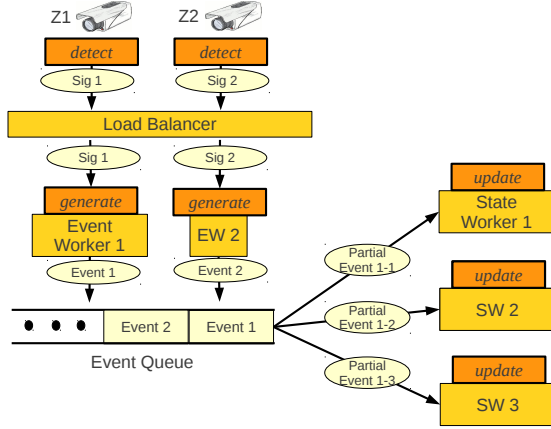 Z1
Z2
detect
detect
Sig 1
Sig 2
Load Balancer
Sig 1
Sig 2
generate
generate
Event
Worker 1
EW 2
Event 1
Event 2
Event 2
Event 1
Event Queue
Partial
Event 1-1
Partial
Event 1-2
Partial
Event 1-3
update
State
Worker 1
update
SW 2
update
SW 3